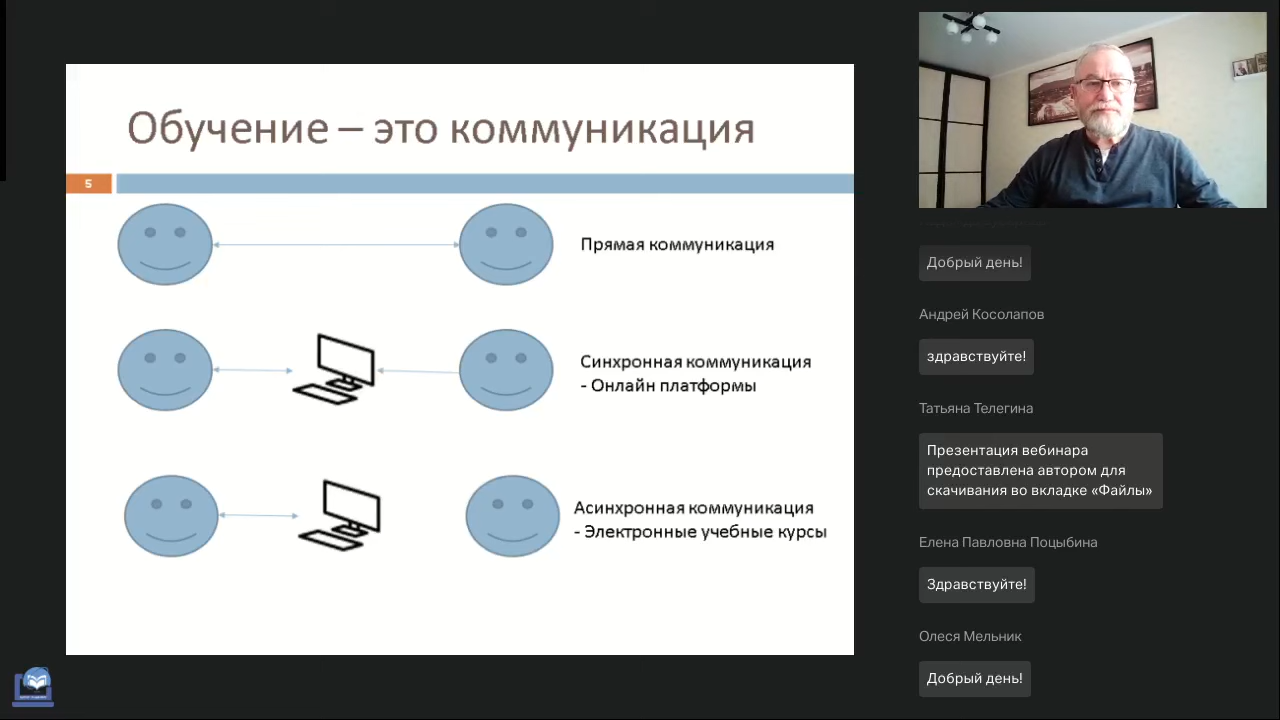 Обучение – это коммуникация
5
Прямая коммуникация
Синхронная коммуникация
- Онлайн платформы
Асинхронная коммуникация
- Электронные учебные курсы
Добрый день!
Андрей Косолапов
здравствуйте!
Татьяна Телегина
Презентация вебинара
предоставлена автором для
скачивания во вкладке «Файлы»
Елена Павловна Поцыбина
Здравствуйте!
Олеся Мельник
Добрый день!